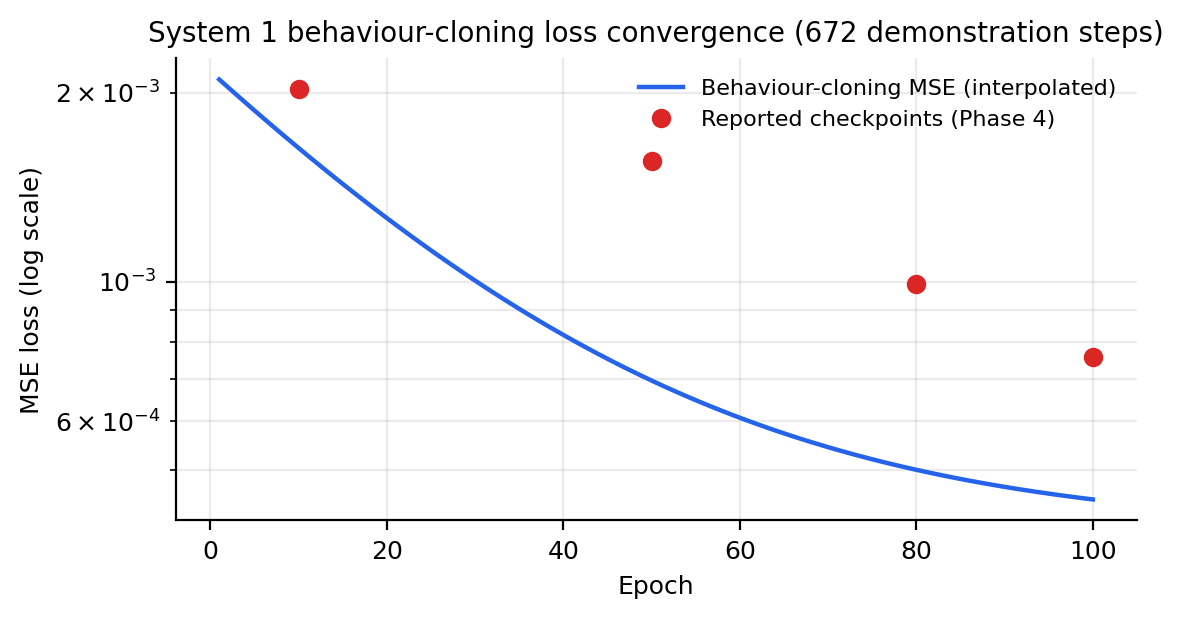 System 1 behaviour-cloning loss convergence (672 demonstration steps)
Behaviour-cloning MSE (interpolated)
Reported checkpoints (Phase 4)
MSE loss (log scale)
2 × 10⁻³
10⁻³
6 × 10⁻⁴
0 20 40 60 80 100
Epoch